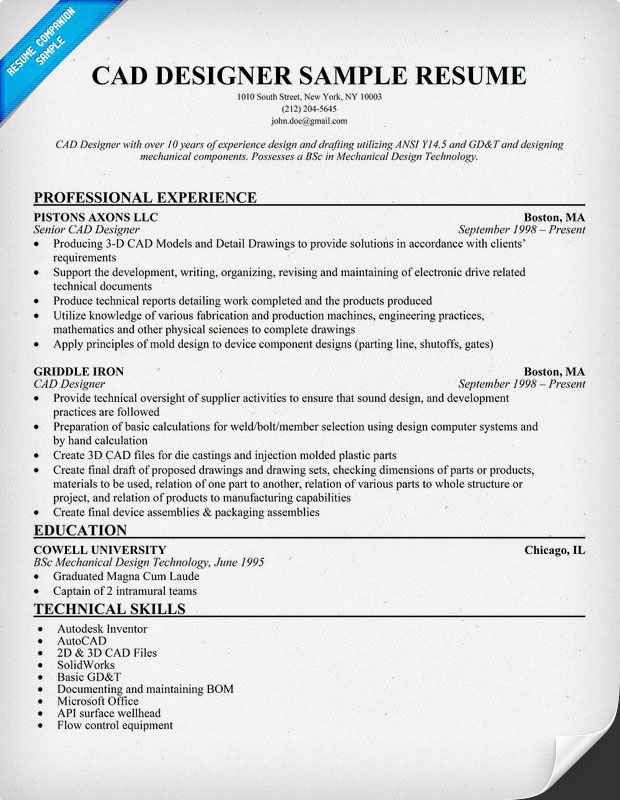 RESUME COMPANION
SAMPLE
CAD DESIGNER SAMPLE RESUME
1010 South Street, New York, NY 10003
(212) 204-5645
john.doe@gmail.com
CAD Designer with over 10 years of experience design and drafting utilizing ANSI Y14.5 and GD&T and designing
mechanical components. Possesses a BSc in Mechanical Design Technology.
PROFESSIONAL EXPERIENCE
PISTONS AXONS LLC Boston, MA
Senior CAD Designer September 1998 – Present
• Producing 3-D CAD Models and Detail Drawings to provide solutions in accordance with clients’
requirements
• Support the development, writing, organizing, revising and maintaining of electronic drive related
technical documents
• Produce technical reports detailing work completed and the products produced
• Utilize knowledge of various fabrication and production machines, engineering practices,
mathematics and other physical sciences to complete drawings
• Apply principles of mold design to device component designs (parting line, shutoffs, gates)
GRIDDLE IRON Boston, MA
CAD Designer September 1998 – Present
• Provide technical oversight of supplier activities to ensure that sound design, and development
practices are followed
• Preparation of basic calculations for weld/bolt/member selection using design computer systems and
by hand calculation
• Create 3D CAD files for die castings and injection molded plastic parts
• Create final draft of proposed drawings and drawing sets, checking dimensions of parts or products,
materials to be used, relation of one part to another, relation of various parts to whole structure or
project, and relation of products to manufacturing capabilities
• Create final device assemblies & packaging assemblies
EDUCATION
COWELL UNIVERSITY Chicago, IL
BSc Mechanical Design Technology, June 1995
• Graduated Magna Cum Laude
• Captain of 2 intramural teams
TECHNICAL SKILLS
• Autodesk Inventor
• AutoCAD
• 2D & 3D CAD Files
• SolidWorks
• Basic GD&T
• Documenting and maintaining BOM
• Microsoft Office
• API surface wellhead
• Flow control equipment